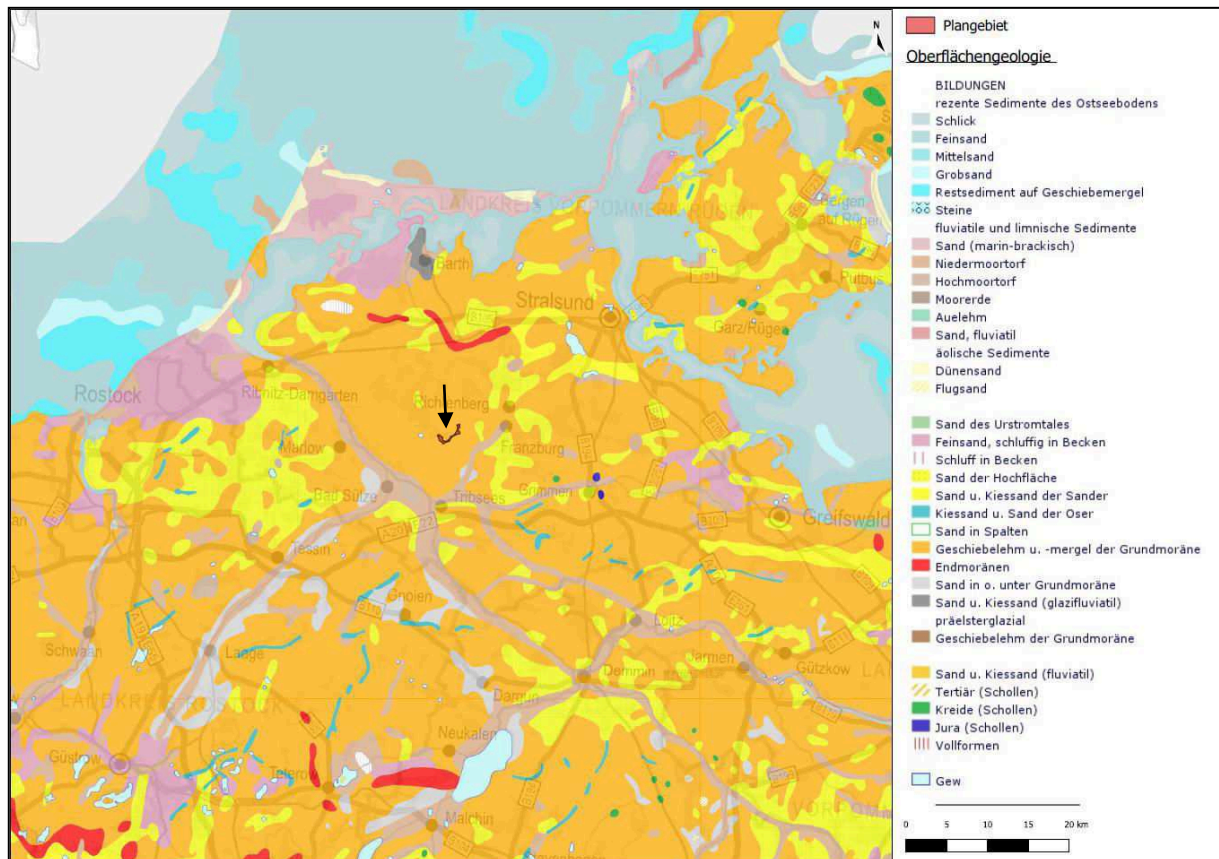 LANDKREIS VORPOMMERN-RÜGEN
Bergen
auf Rügen
Putbus
Barth
Stralsund
Garz/Rügen
Rostock
Ribnitz-Damgarten
Richtenberg
Franzburg
Marlow
Bad Sülze
Tribsees
Grimmen
Greifswald
Tessin
Gnoien
Loitz
Schwaan
Laage
Demmin
Jarmen
Gützkow
LANDKREIS ROSTOCK
Dargun
Neukalen
Güstrow
Teterow
Malchin
N
Plangebiet
Oberflächengeologie
BILDUNGEN
rezente Sedimente des Ostseebodens
Schlick
Feinsand
Mittelsand
Grobsand
Restsediment auf Geschiebemergel
Steine
fluviatile und limnische Sedimente
Sand (marin-brackisch)
Niedermoortorf
Hochmoortorf
Moorerde
Auelehm
Sand, fluviatil
äolische Sedimente
Dünensand
Flugsand
Sand des Urstromtales
Feinsand, schluffig in Becken
Schluff in Becken
Sand der Hochfläche
Sand u. Kiessand der Sander
Kiessand u. Sand der Oser
Sand in Spalten
Geschiebelehm u. -mergel der Grundmoräne
Endmoränen
Sand in o. unter Grundmoräne
Sand u. Kiessand (glazifluviatil)
präelsterglazial
Geschiebelehm der Grundmoräne
Sand u. Kiessand (fluviatil)
Tertiär (Schollen)
Kreide (Schollen)
Jura (Schollen)
Vollformen
Gew
0 5 10 15 20 km